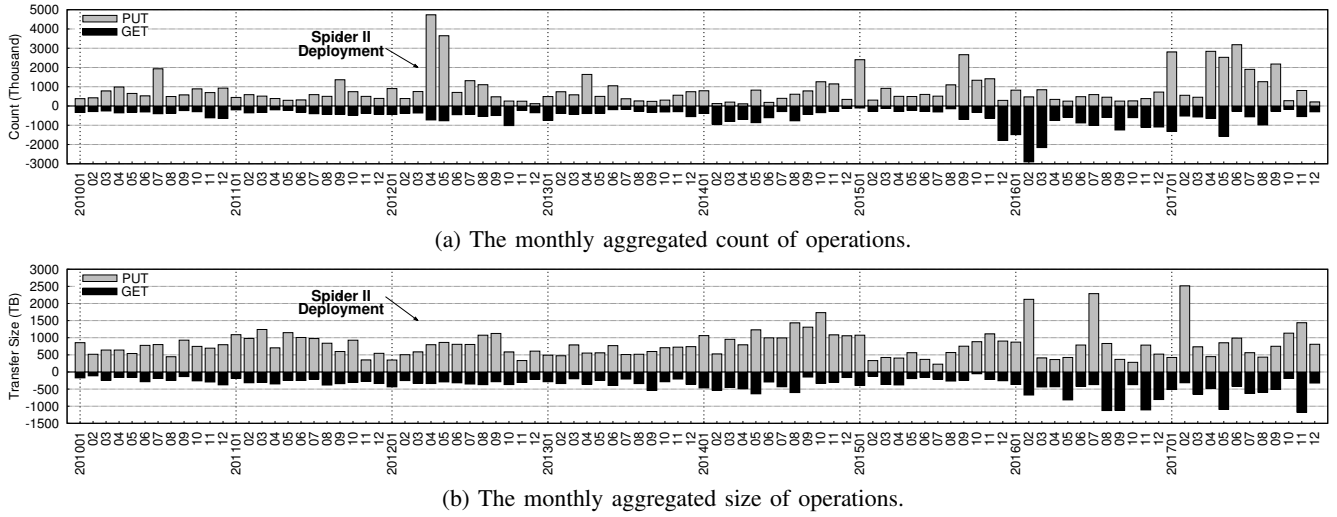 5000
4000
3000
2000
1000
0
-1000
-2000
-3000
Count (Thousand)
PUT
GET
Spider II
Deployment
201001 02 03 04 05 06 07 08 09 10 11 12 201101 02 03 04 05 06 07 08 09 10 11 12 201201 02 03 04 05 06 07 08 09 10 11 12 201301 02 03 04 05 06 07 08 09 10 11 12 201401 02 03 04 05 06 07 08 09 10 11 12 201501 02 03 04 05 06 07 08 09 10 11 12 201601 02 03 04 05 06 07 08 09 10 11 12 201701 02 03 04 05 06 07 08 09 10 11 12
(a) The monthly aggregated count of operations.
3000
2500
2000
1500
1000
500
0
-500
-1000
-1500
Transfer Size (TB)
PUT
GET
Spider II
Deployment
201001 02 03 04 05 06 07 08 09 10 11 12 201101 02 03 04 05 06 07 08 09 10 11 12 201201 02 03 04 05 06 07 08 09 10 11 12 201301 02 03 04 05 06 07 08 09 10 11 12 201401 02 03 04 05 06 07 08 09 10 11 12 201501 02 03 04 05 06 07 08 09 10 11 12 201601 02 03 04 05 06 07 08 09 10 11 12 201701 02 03 04 05 06 07 08 09 10 11 12
(b) The monthly aggregated size of operations.